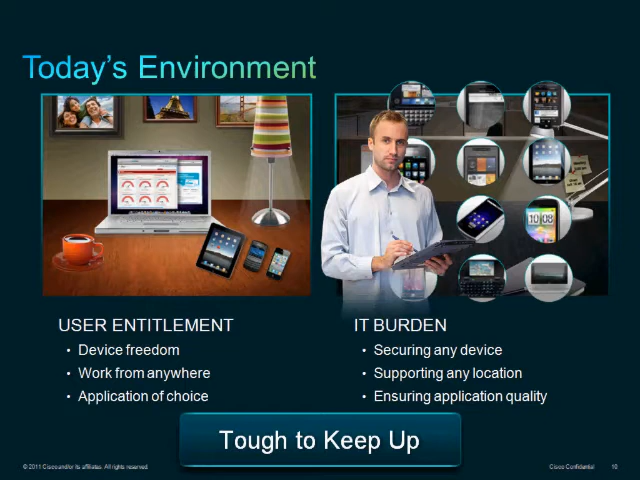 Today's Environment
10:08
USER ENTITLEMENT
• Device freedom
• Work from anywhere
• Application of choice
IT BURDEN
• Securing any device
• Supporting any location
• Ensuring application quality
Tough to Keep Up
© 2011 Cisco and/or its affiliates. All rights reserved.
Cisco Confidential
10